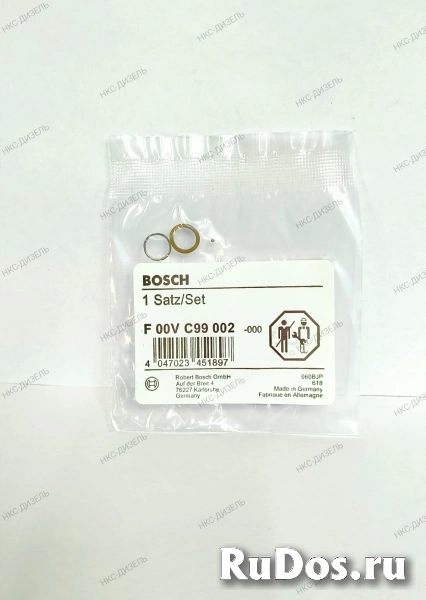 НКС-ДИЗЕЛЬ
BOSCH
1 Satz/Set
F 00V C99 002 -000
4 047023 451897
Robert Bosch GmbH
Auf der Breit 4
76227 Karlsruhe
Germany
060BJP
618
Made in Germany
Fabriqué en Allemagne
RuDos.ru